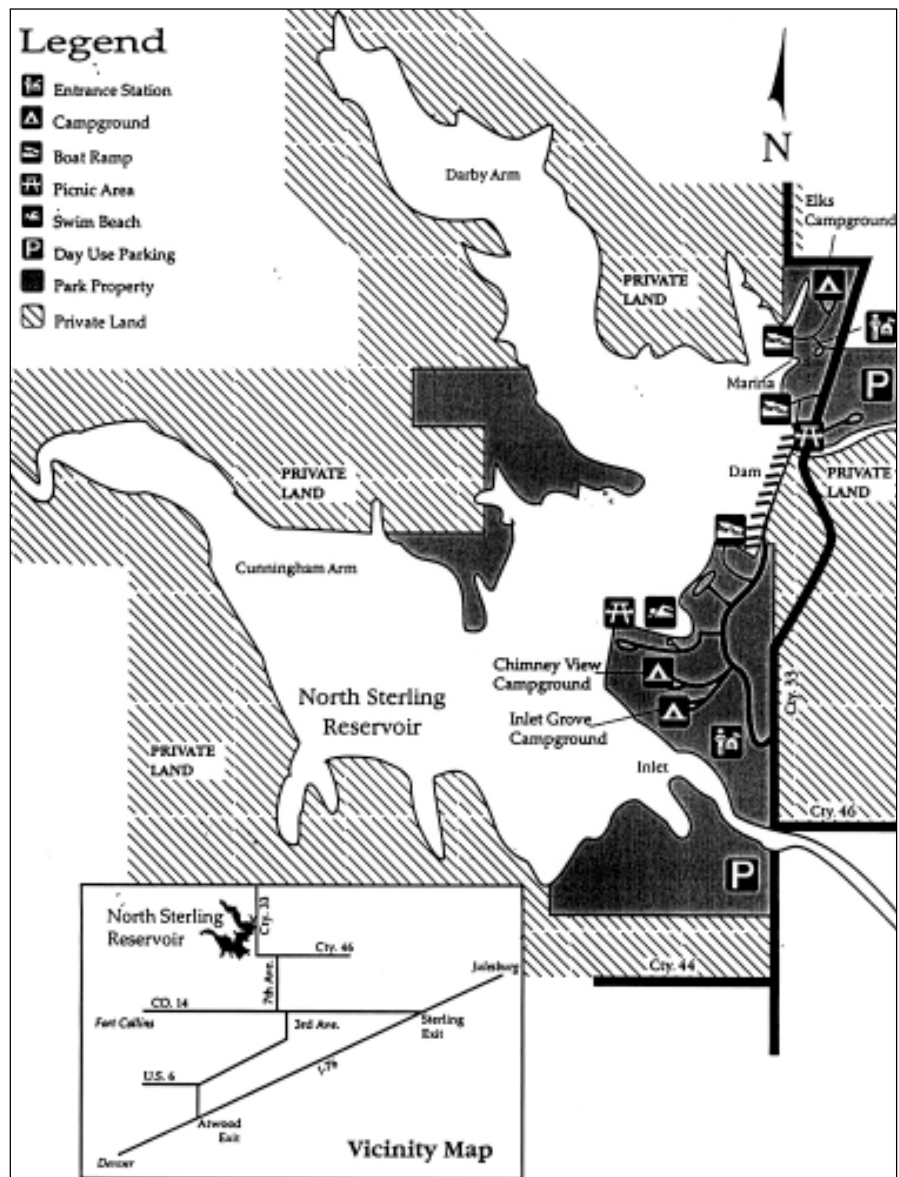 Legend
Entrance Station
Campground
Boat Ramp
Picnic Area
Swim Beach
P Day Use Parking
Park Property
Private Land
N
Darby Arm
Elks
Campground
PRIVATE
LAND
Marina
P
Dam
PRIVATE
LAND
PRIVATE
LAND
Cunningham Arm
Chimney View
Campground
North Sterling
Reservoir
Inlet Grove
Campground
Cty. 33
PRIVATE
LAND
Inlet
Cty. 46
P
Cty. 44
North Sterling
Reservoir
Cty. 33
Cty. 46
7th Ave.
Julesburg
CO. 14
Fort Collins
3rd Ave.
Sterling
Exit
U.S. 6
Atwood
Exit
Denver
Vicinity Map